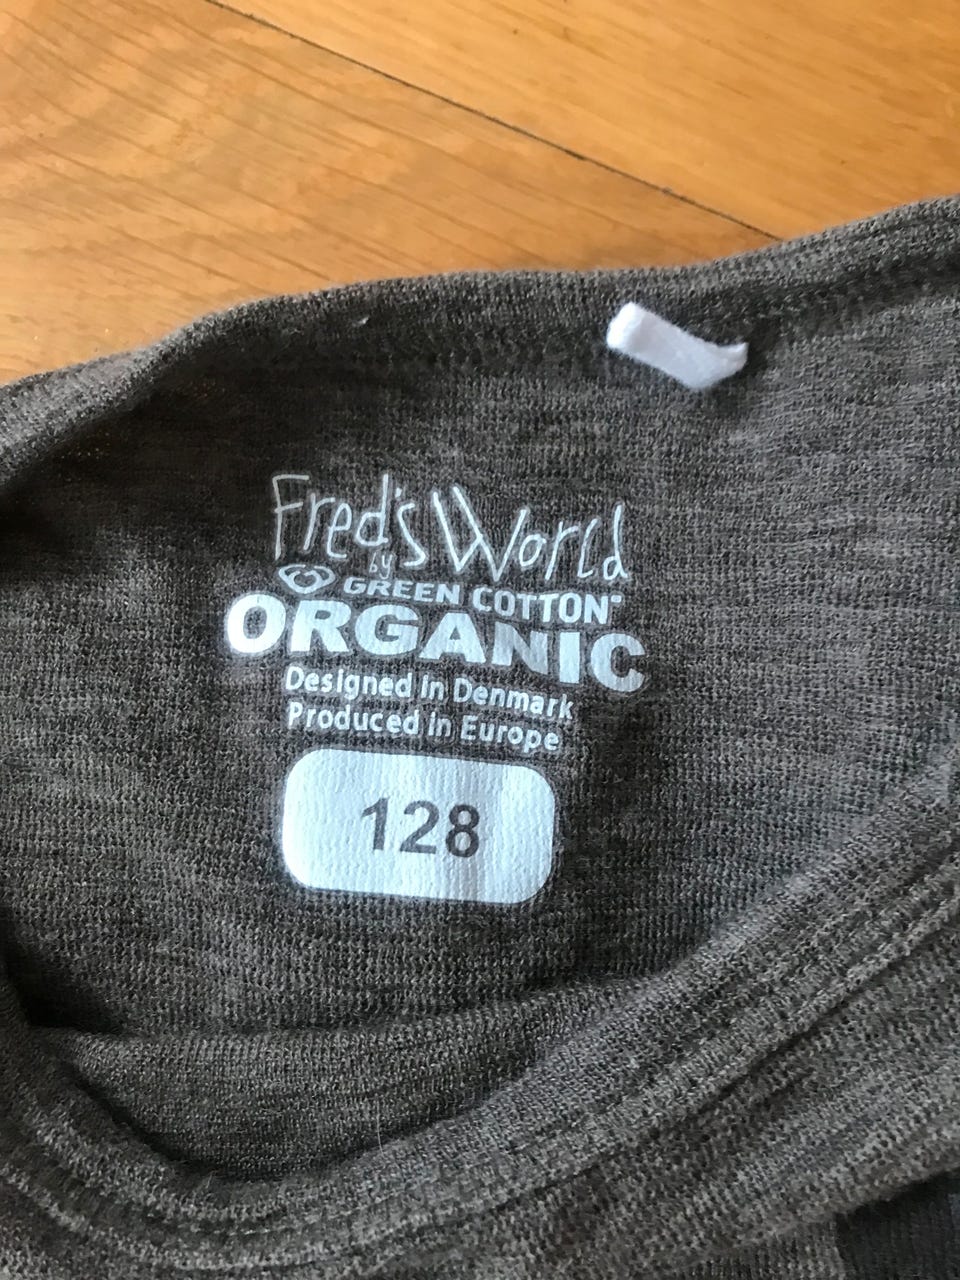 Fred's World
by
GREEN COTTON®
ORGANIC
Designed in Denmark
Produced in Europe
128